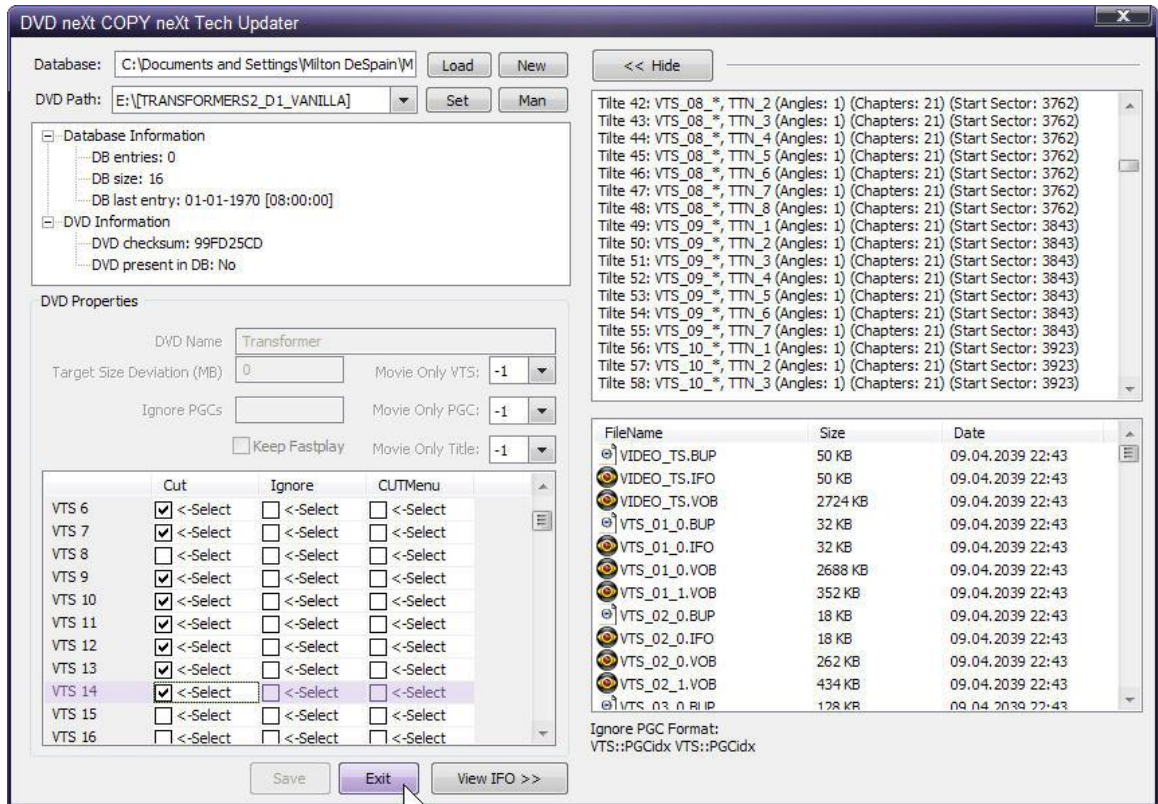 DVD neXt COPY neXt Tech Updater
X
Database: C:\Documents and Settings\Milton DeSpain\M Load New
DVD Path: E:\[TRANSFORMERS2_D1_VANILLA] Set Man
Database Information
DB entries: 0
DB size: 16
DB last entry: 01-01-1970 [08:00:00]
DVD Information
DVD checksum: 99FD25CD
DVD present in DB: No
DVD Properties
DVD Name Transformer
Target Size Deviation (MB) 0 Movie Only VTS: -1
Ignore PGCs Movie Only PGC: -1
Keep Fastplay Movie Only Title: -1
Cut Ignore CUTMenu
VTS 6 <-Select <-Select <-Select
VTS 7 <-Select <-Select <-Select
VTS 8 <-Select <-Select <-Select
VTS 9 <-Select <-Select <-Select
VTS 10 <-Select <-Select <-Select
VTS 11 <-Select <-Select <-Select
VTS 12 <-Select <-Select <-Select
VTS 13 <-Select <-Select <-Select
VTS 14 <-Select <-Select <-Select
VTS 15 <-Select <-Select <-Select
VTS 16 <-Select <-Select <-Select
Save Exit View IFO >>
<< Hide
Tilte 42: VTS_08_*, TTN_2 (Angles: 1) (Chapters: 21) (Start Sector: 3762)
Tilte 43: VTS_08_*, TTN_3 (Angles: 1) (Chapters: 21) (Start Sector: 3762)
Tilte 44: VTS_08_*, TTN_4 (Angles: 1) (Chapters: 21) (Start Sector: 3762)
Tilte 45: VTS_08_*, TTN_5 (Angles: 1) (Chapters: 21) (Start Sector: 3762)
Tilte 46: VTS_08_*, TTN_6 (Angles: 1) (Chapters: 21) (Start Sector: 3762)
Tilte 47: VTS_08_*, TTN_7 (Angles: 1) (Chapters: 21) (Start Sector: 3762)
Tilte 48: VTS_08_*, TTN_8 (Angles: 1) (Chapters: 21) (Start Sector: 3762)
Tilte 49: VTS_09_*, TTN_1 (Angles: 1) (Chapters: 21) (Start Sector: 3843)
Tilte 50: VTS_09_*, TTN_2 (Angles: 1) (Chapters: 21) (Start Sector: 3843)
Tilte 51: VTS_09_*, TTN_3 (Angles: 1) (Chapters: 21) (Start Sector: 3843)
Tilte 52: VTS_09_*, TTN_4 (Angles: 1) (Chapters: 21) (Start Sector: 3843)
Tilte 53: VTS_09_*, TTN_5 (Angles: 1) (Chapters: 21) (Start Sector: 3843)
Tilte 54: VTS_09_*, TTN_6 (Angles: 1) (Chapters: 21) (Start Sector: 3843)
Tilte 55: VTS_09_*, TTN_7 (Angles: 1) (Chapters: 21) (Start Sector: 3843)
Tilte 56: VTS_10_*, TTN_1 (Angles: 1) (Chapters: 21) (Start Sector: 3923)
Tilte 57: VTS_10_*, TTN_2 (Angles: 1) (Chapters: 21) (Start Sector: 3923)
Tilte 58: VTS_10_*, TTN_3 (Angles: 1) (Chapters: 21) (Start Sector: 3923)
FileName Size Date
VIDEO_TS.BUP 50 KB 09.04.2039 22:43
VIDEO_TS.IFO 50 KB 09.04.2039 22:43
VIDEO_TS.VOB 2724 KB 09.04.2039 22:43
VTS_01_0.BUP 32 KB 09.04.2039 22:43
VTS_01_0.IFO 32 KB 09.04.2039 22:43
VTS_01_0.VOB 2688 KB 09.04.2039 22:43
VTS_01_1.VOB 352 KB 09.04.2039 22:43
VTS_02_0.BUP 18 KB 09.04.2039 22:43
VTS_02_0.IFO 18 KB 09.04.2039 22:43
VTS_02_0.VOB 262 KB 09.04.2039 22:43
VTS_02_1.VOB 434 KB 09.04.2039 22:43
VTS_03_0.BUP 128 KB 09.04.2039 22:43
Ignore PGC Format:
VTS::PGCidx VTS::PGCidx